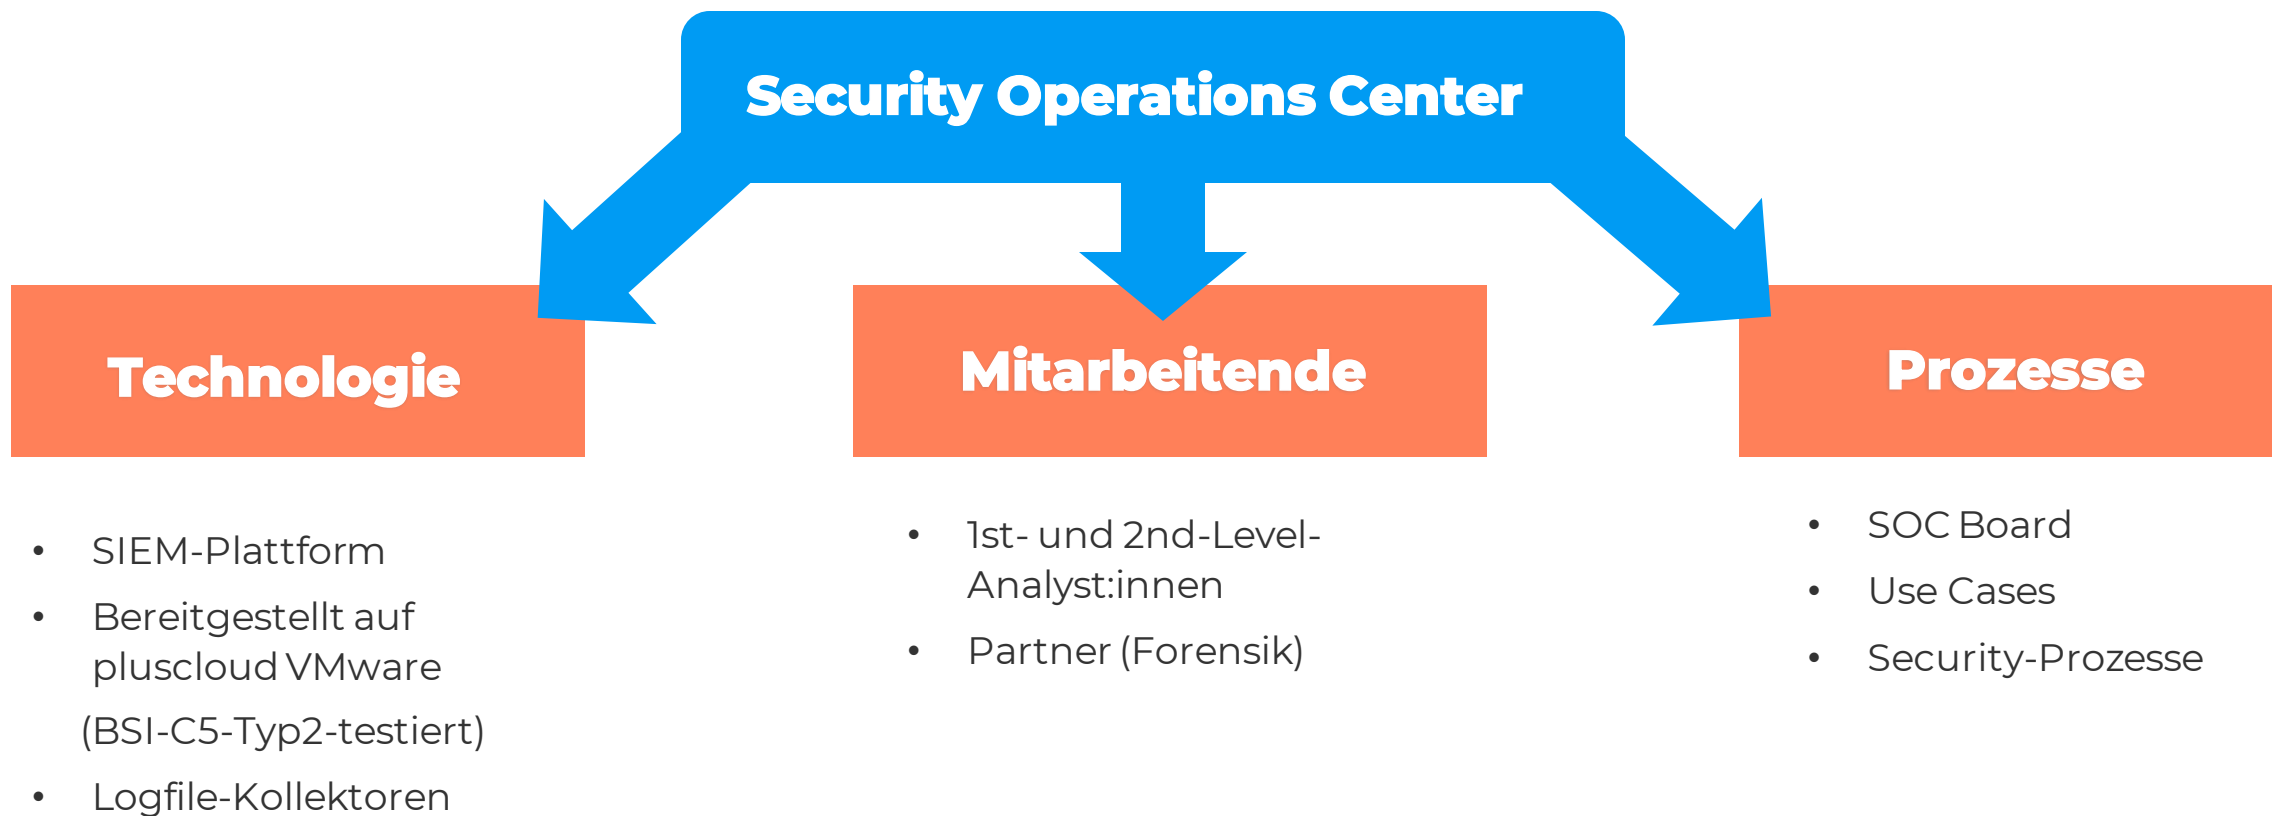 Security Operations Center
Technologie
• SIEM-Plattform
• Bereitgestellt auf
pluscloud VMware
(BSI-C5-Typ2-testiert)
• Logfile-Kollektoren
Mitarbeitende
• 1st- und 2nd-Level-
Analyst:innen
• Partner (Forensik)
Prozesse
• SOC Board
• Use Cases
• Security-Prozesse